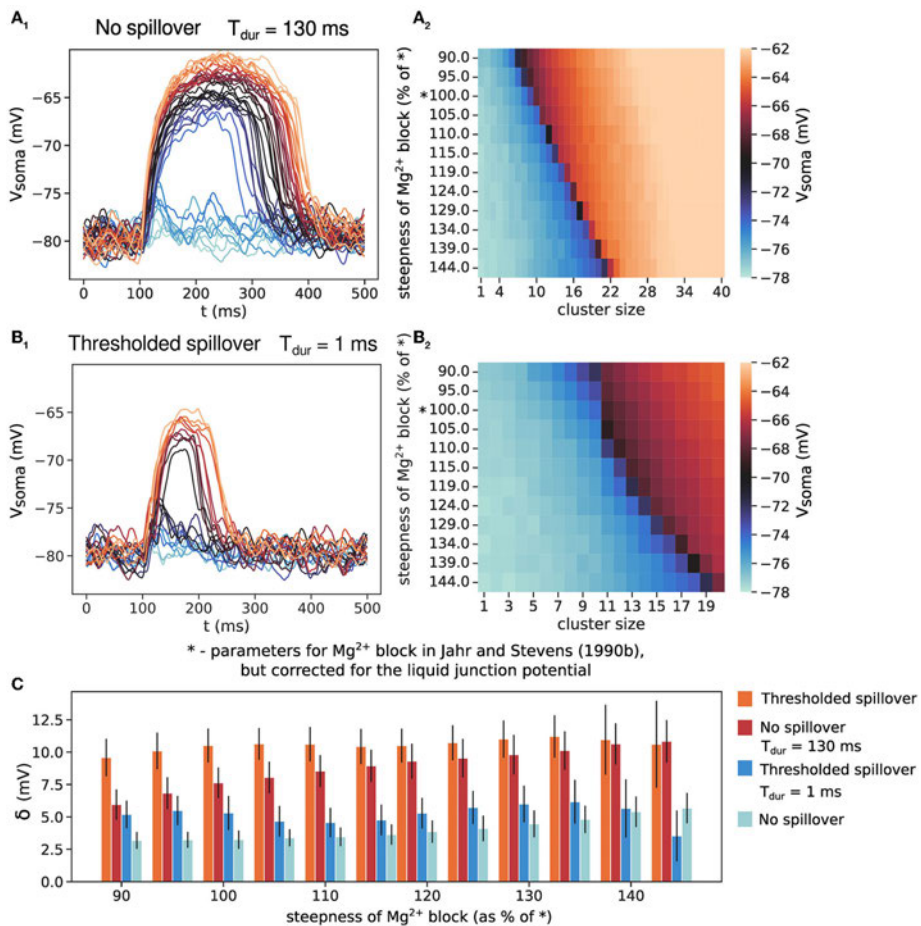 A1 No spillover Tdur = 130 ms
Vsoma (mV)
−65
−70
−75
−80
0 100 200 300 400 500
t (ms)
A2
steepness of Mg2+ block (% of *)
90.0
95.0
*100.0
105.0
110.0
115.0
119.0
124.0
129.0
134.0
139.0
144.0
1 4 10 16 22 28 34 40
cluster size
−62
−64
−66
−68
−70
−72
−74
−76
−78
Vsoma (mV)
B1 Thresholded spillover Tdur = 1 ms
Vsoma (mV)
−65
−70
−75
−80
0 100 200 300 400 500
t (ms)
B2
steepness of Mg2+ block (% of *)
90.0
95.0
*100.0
105.0
110.0
115.0
119.0
124.0
129.0
134.0
139.0
144.0
1 3 5 7 9 11 13 15 17 19
cluster size
−62
−64
−66
−68
−70
−72
−74
−76
−78
Vsoma (mV)
* - parameters for Mg2+ block in Jahr and Stevens (1990b),
but corrected for the liquid junction potential
C
δ (mV)
12.5
10.0
7.5
5.0
2.5
0.0
90 100 110 120 130 140
steepness of Mg2+ block (as % of *)
Thresholded spillover
No spillover
Tdur = 130 ms
Thresholded spillover
Tdur = 1 ms
No spillover